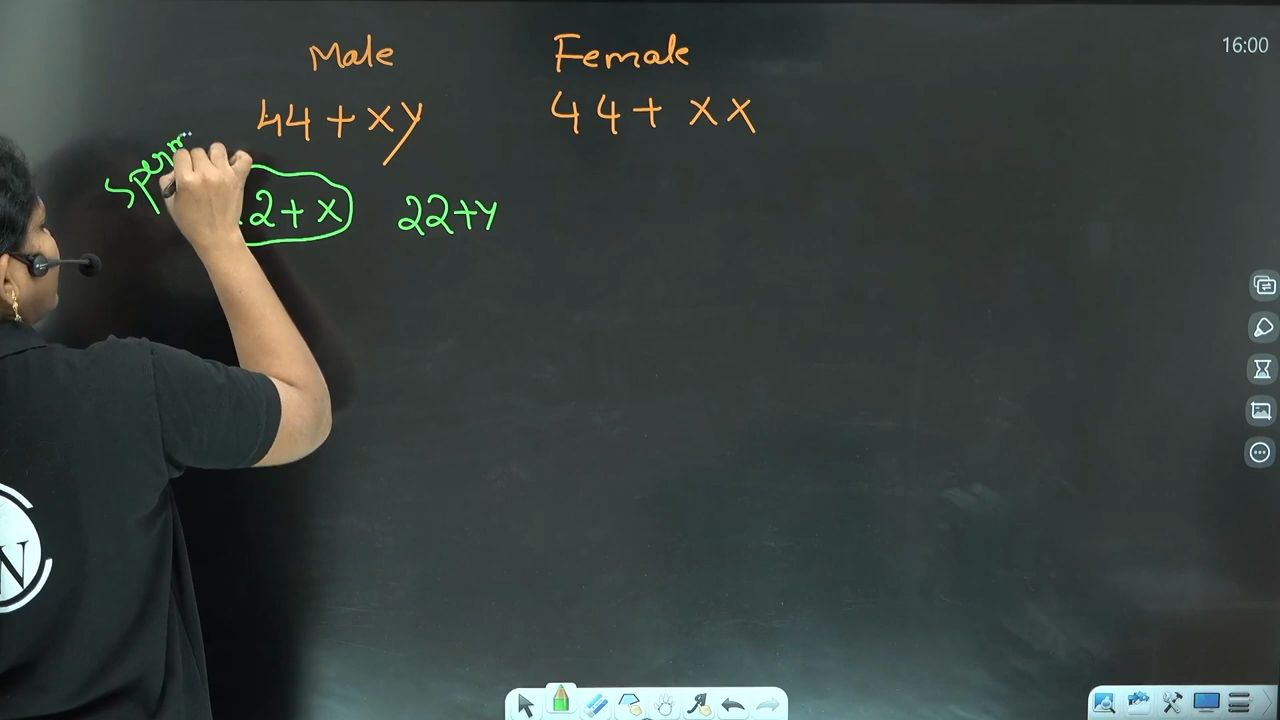 Male Female
44 + xy 44 + xx
Sperm
2 + x 22+y
16:00
W